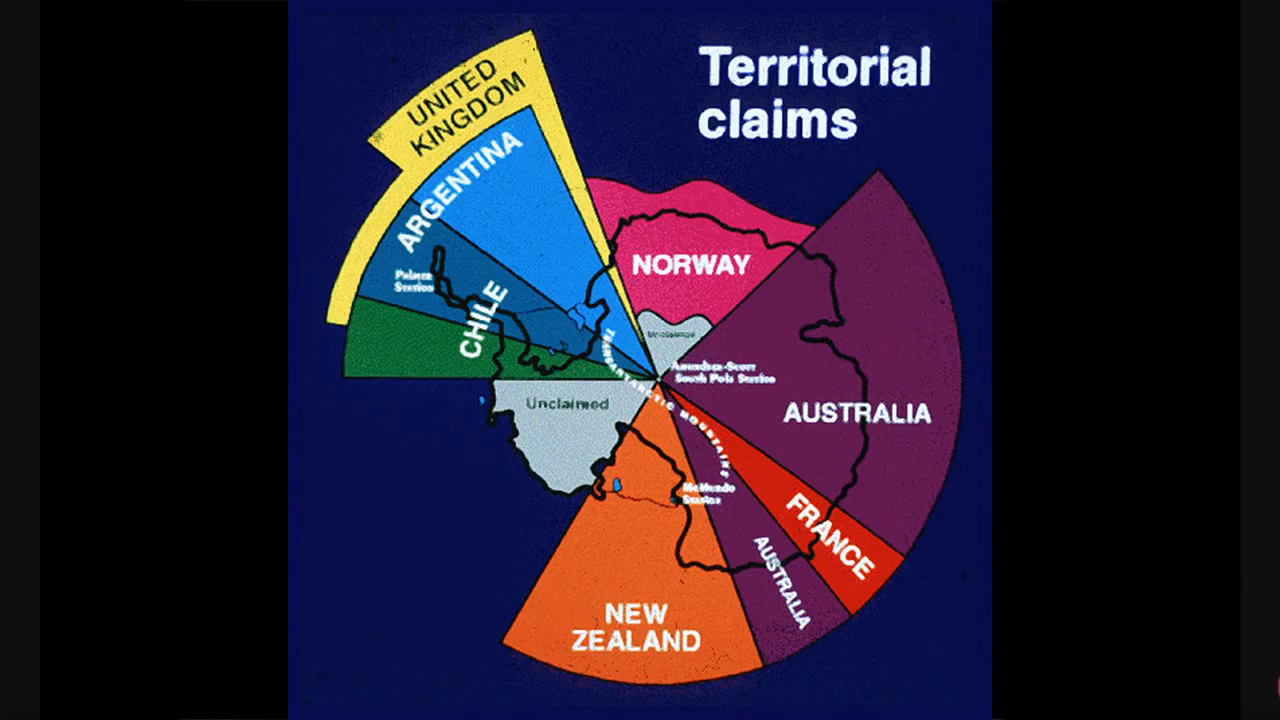 Territorial
claims
UNITED
KINGDOM
ARGENTINA
CHILE
Palmer
Station
NORWAY
Unclaimed
Amundsen-Scott
South Pole Station
TRANSANTARCTIC MOUNTAINS
Unclaimed
AUSTRALIA
McMurdo
Station
FRANCE
AUSTRALIA
NEW
ZEALAND